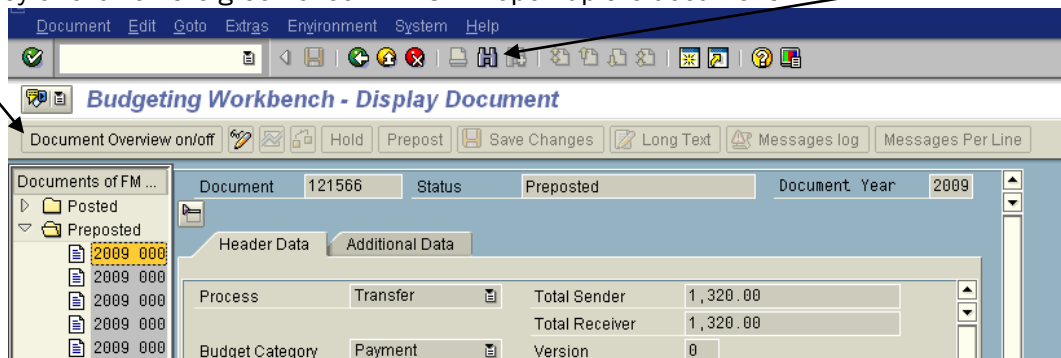 Document Edit Goto Extras Environment System Help
Budgeting Workbench - Display Document
Document Overview on/off Hold Prepost Save Changes Long Text Messages log Messages Per Line
Documents of FM ...
Document 121566 Status Preposted Document Year 2009
Posted
Preposted
Header Data Additional Data
2009 000
2009 000
2009 000
2009 000
2009 000
Process Transfer Total Sender 1,320.00
Total Receiver 1,320.00
Budget Category Payment Version 0